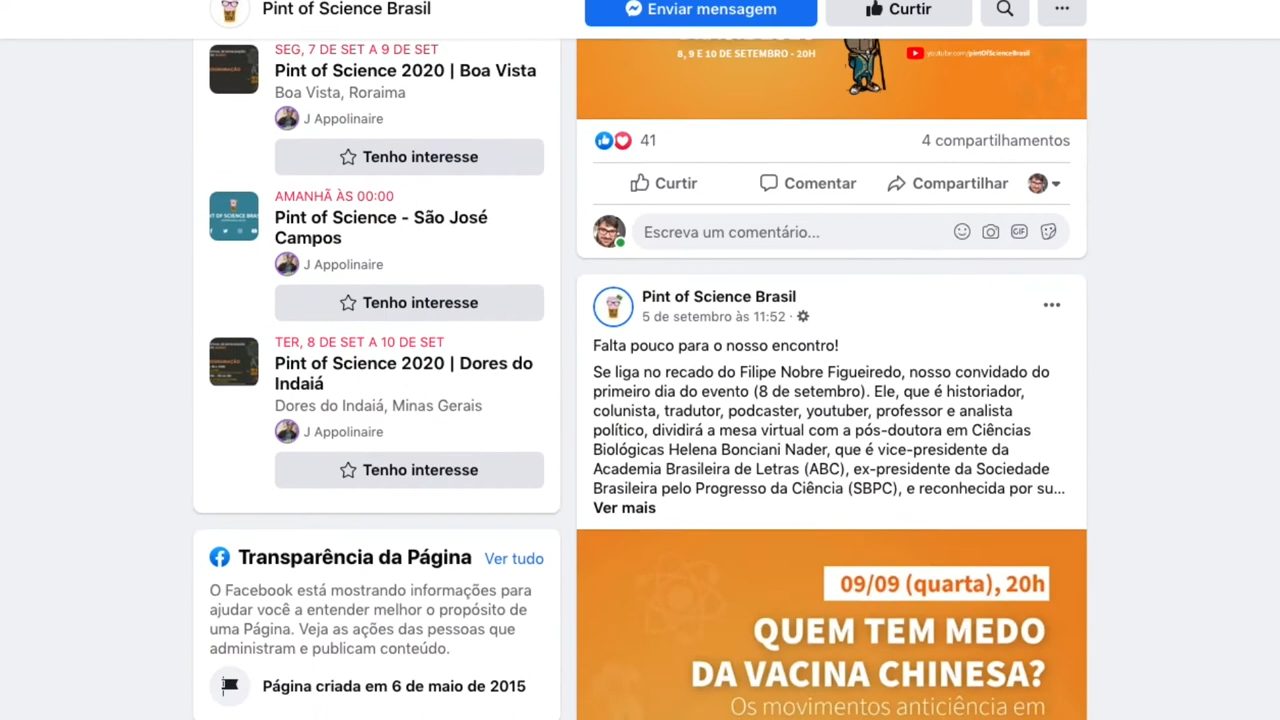 Pint of Science Brasil
Enviar mensagem
Curtir
SEG, 7 DE SET A 9 DE SET
Pint of Science 2020 | Boa Vista
Boa Vista, Roraima
J Appolinaire
Tenho interesse
AMANHÃ ÀS 00:00
Pint of Science - São José
Campos
J Appolinaire
Tenho interesse
TER, 8 DE SET A 10 DE SET
Pint of Science 2020 | Dores do
Indaiá
Dores do Indaiá, Minas Gerais
J Appolinaire
Tenho interesse
Transparência da Página
Ver tudo
O Facebook está mostrando informações para
ajudar você a entender melhor o propósito de
uma Página. Veja as ações das pessoas que
administram e publicam conteúdo.
Página criada em 6 de maio de 2015
8, 9 E 10 DE SETEMBRO - 20H
youtube.com/pintOfScienceBrasil
41
4 compartilhamentos
Curtir
Comentar
Compartilhar
Escreva um comentário...
GIF
Pint of Science Brasil
5 de setembro às 11:52 ·
Falta pouco para o nosso encontro!
Se liga no recado do Filipe Nobre Figueiredo, nosso convidado do
primeiro dia do evento (8 de setembro). Ele, que é historiador,
colunista, tradutor, podcaster, youtuber, professor e analista
político, dividirá a mesa virtual com a pós-doutora em Ciências
Biológicas Helena Bonciani Nader, que é vice-presidente da
Academia Brasileira de Letras (ABC), ex-presidente da Sociedade
Brasileira pelo Progresso da Ciência (SBPC), e reconhecida por su...
Ver mais
09/09 (quarta), 20h
QUEM TEM MEDO
DA VACINA CHINESA?
Os movimentos anticiência em